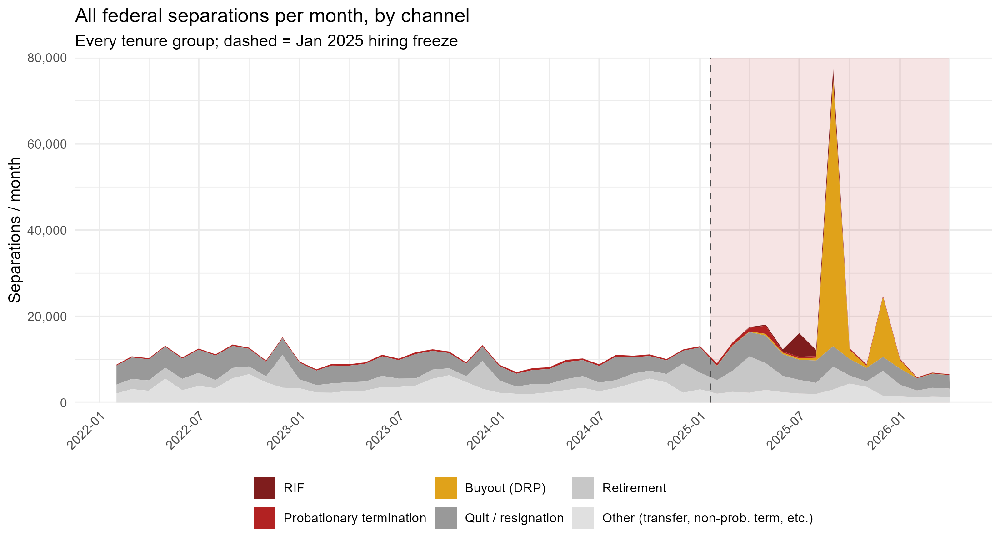 All federal separations per month, by channel
Every tenure group; dashed = Jan 2025 hiring freeze
Separations / month
80,000
60,000
40,000
20,000
0
2022-01
2022-07
2023-01
2023-07
2024-01
2024-07
2025-01
2025-07
2026-01
RIF
Buyout (DRP)
Retirement
Probationary termination
Quit / resignation
Other (transfer, non-prob. term, etc.)